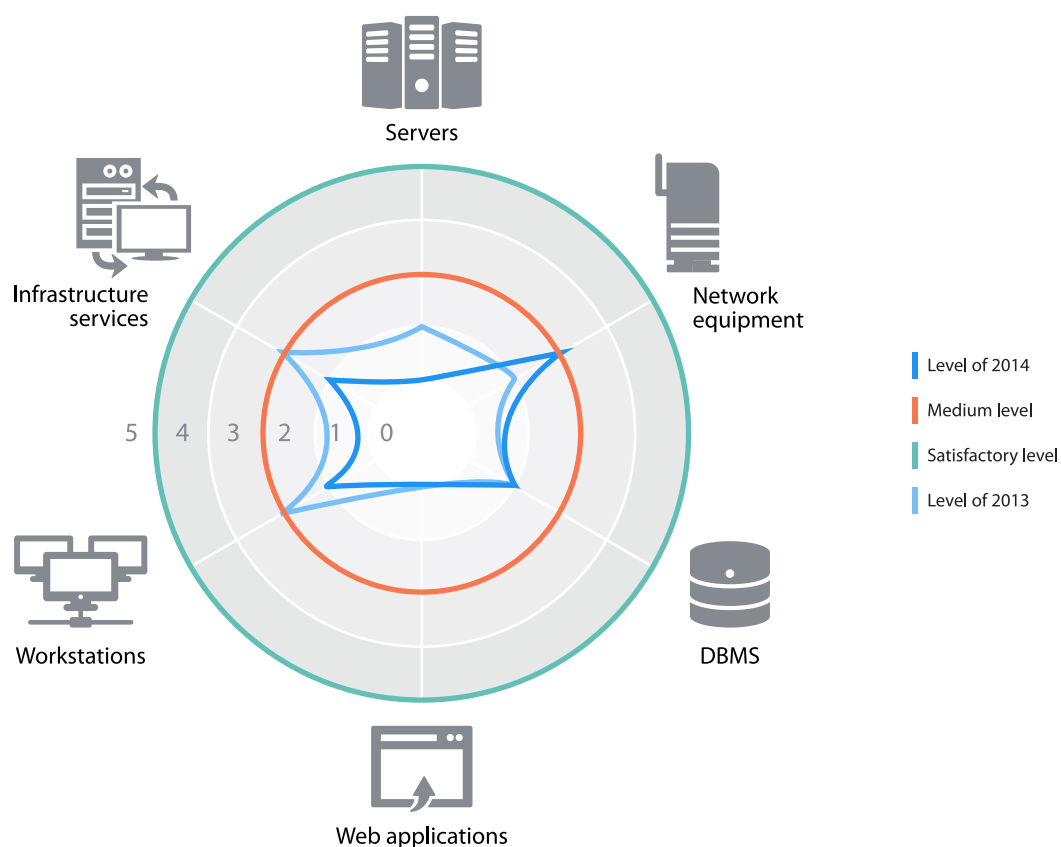 Servers
Infrastructure
services
Network
equipment
5 4 3 2 1 0
Level of 2014
Medium level
Satisfactory level
Level of 2013
Workstations
DBMS
Web applications